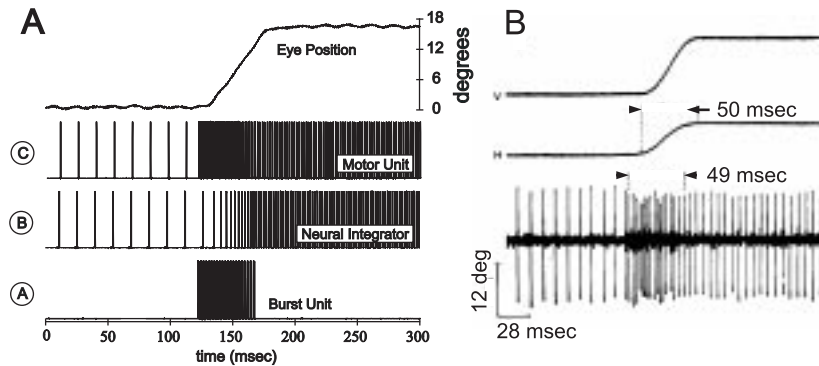 A
18
12
6
0
degrees
Eye Position
C
Motor Unit
B
Neural Integrator
A
Burst Unit
0 50 100 150 200 250 300
time (msec)
B
V
50 msec
H
49 msec
12 deg
28 msec